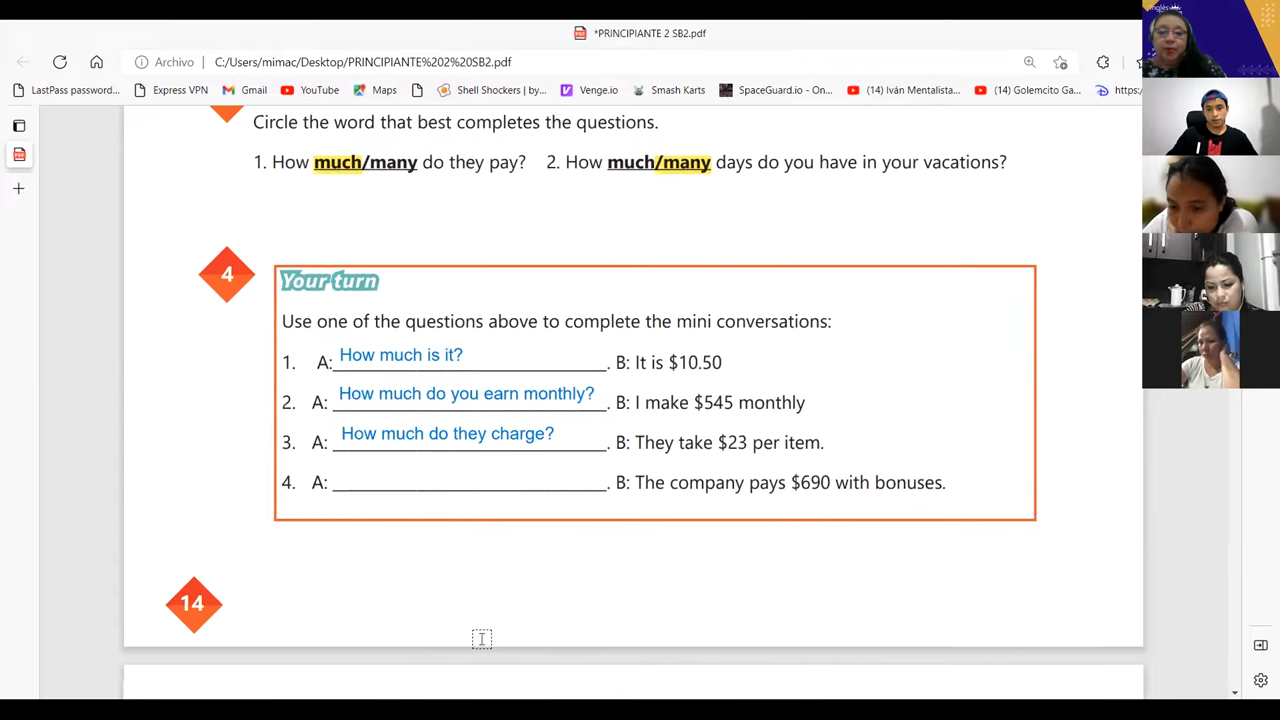 *PRINCIPIANTE 2 SB2.pdf
Inglés
Archivo C:/Users/mimac/Desktop/PRINCIPIANTE%202%20SB2.pdf
LastPass password... Express VPN Gmail YouTube Maps Shell Shockers | by... Venge.io Smash Karts SpaceGuard.io - On... (14) Iván Mentalista... (14) Golemcito Ga... https:
Circle the word that best completes the questions.
1. How much/many do they pay? 2. How much/many days do you have in your vacations?
4
Your turn
Use one of the questions above to complete the mini conversations:
1. A: How much is it? . B: It is $10.50
2. A: How much do you earn monthly? . B: I make $545 monthly
3. A: How much do they charge? . B: They take $23 per item.
4. A: ______________________________. B: The company pays $690 with bonuses.
14